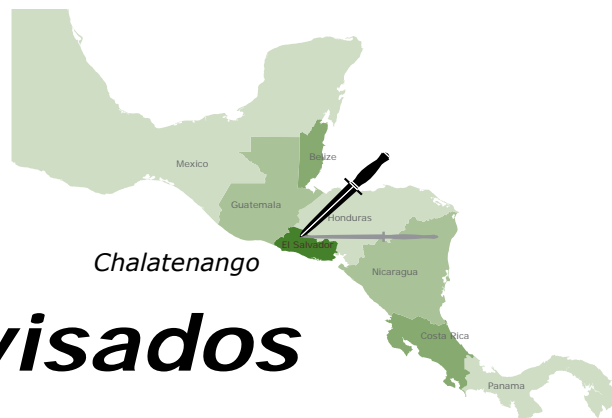 Mexico
Belize
Guatemala
Honduras
El Salvador
Chalatenango
Nicaragua
visados
Costa Rica
Panama